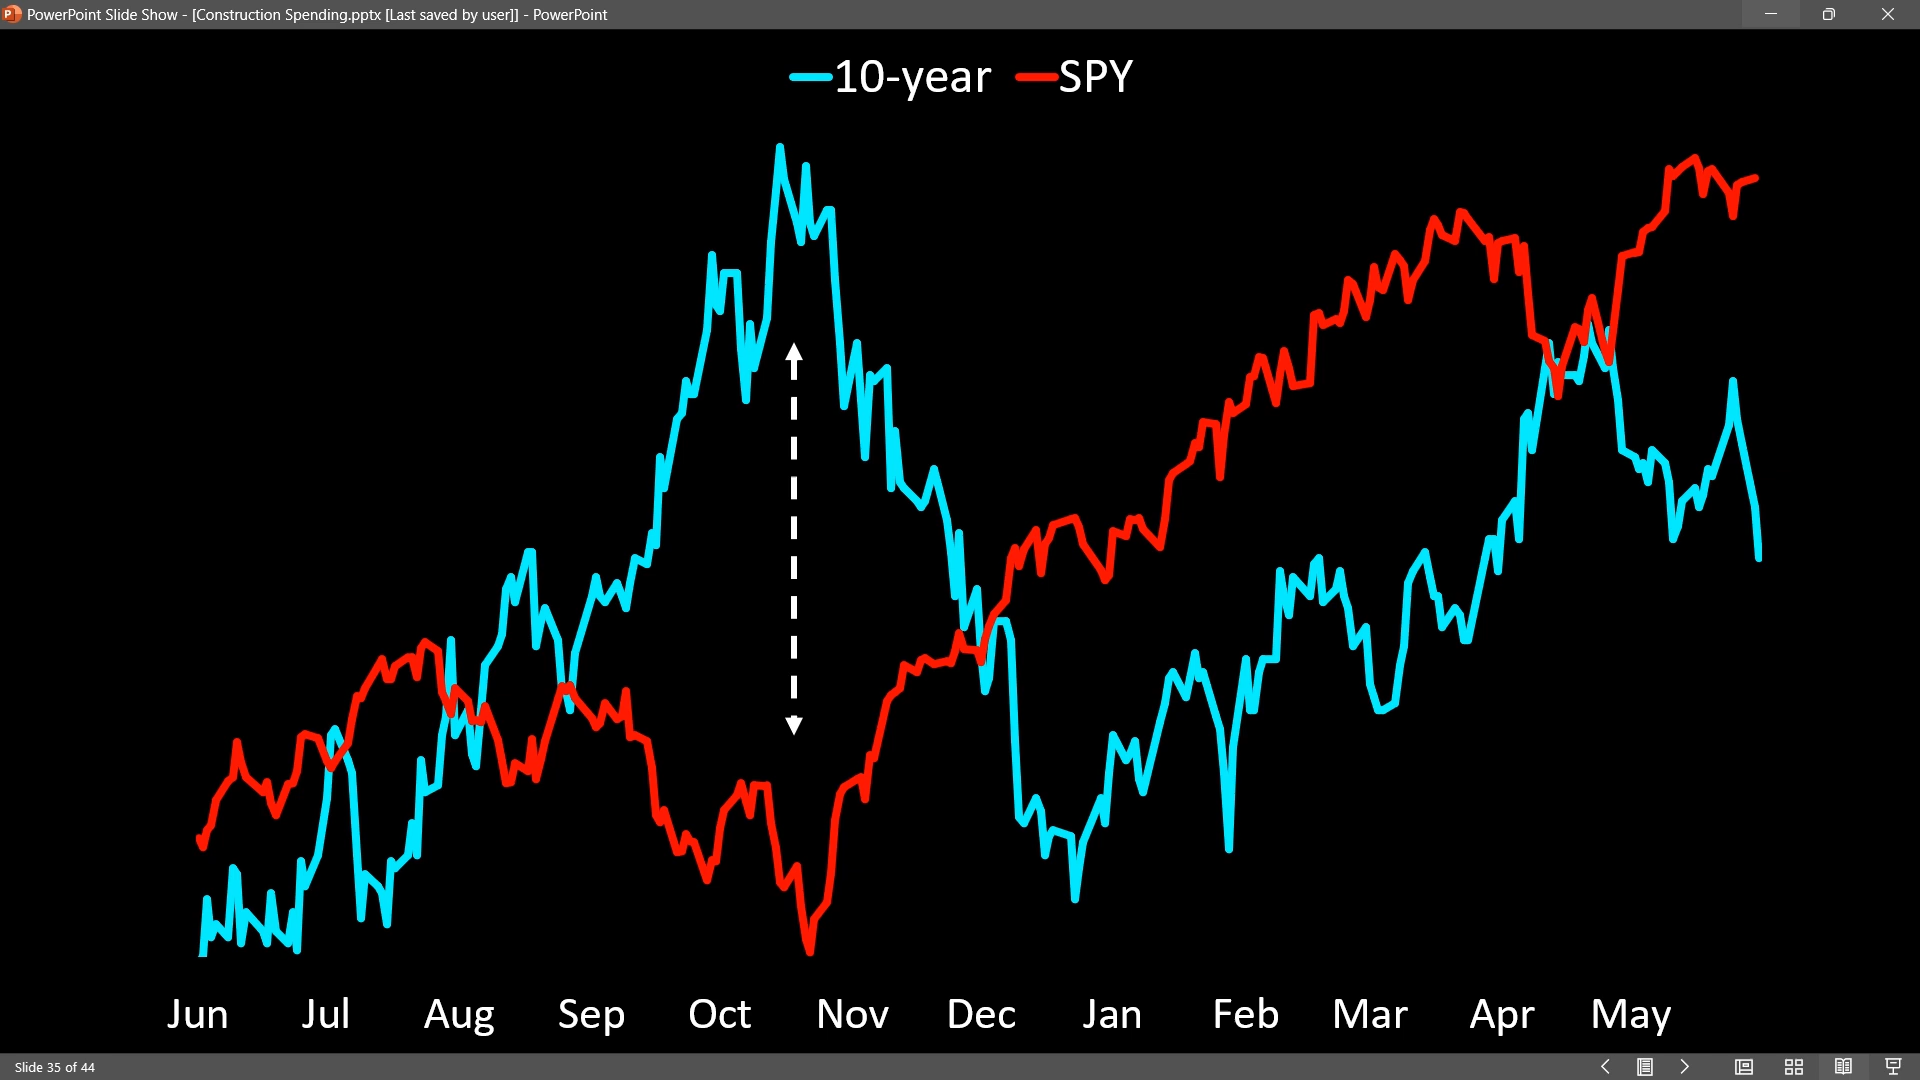 PowerPoint Slide Show - [Construction Spending.pptx [Last saved by user]] - PowerPoint
10-year SPY
Jun Jul Aug Sep Oct Nov Dec Jan Feb Mar Apr May
Slide 35 of 44